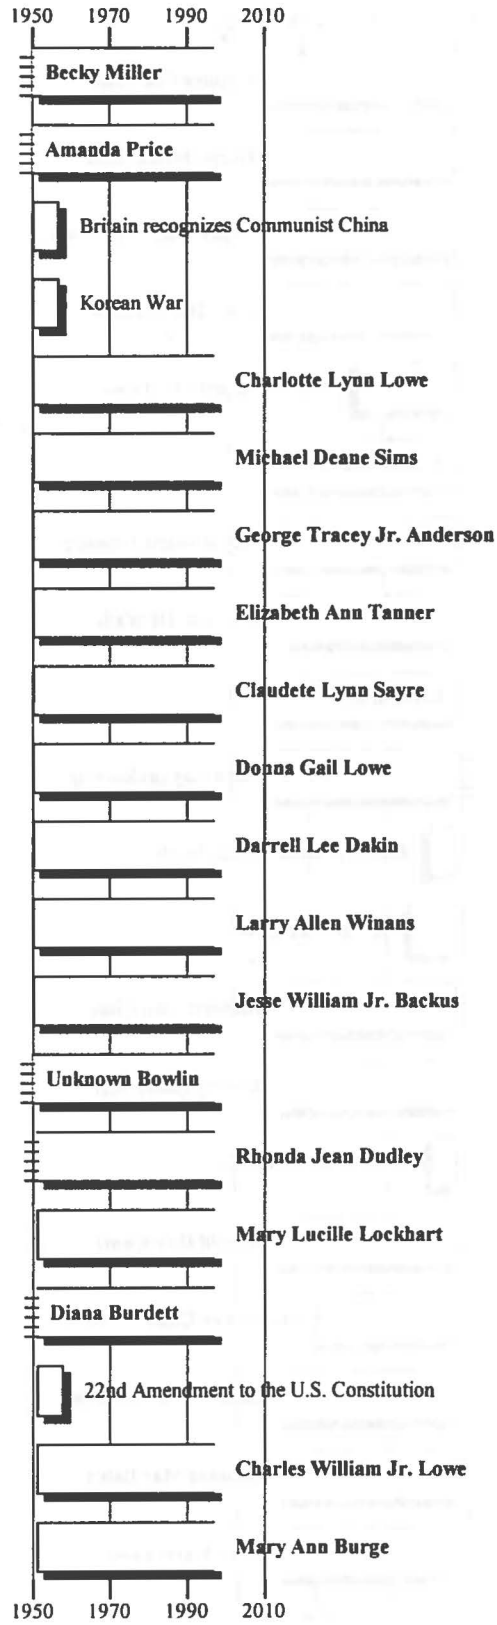 1950 1970 1990 2010
Becky Miller
Amanda Price
Britain recognizes Communist China
Korean War
Charlotte Lynn Lowe
Michael Deane Sims
George Tracey Jr. Anderson
Elizabeth Ann Tanner
Claudete Lynn Sayre
Donna Gail Lowe
Darrell Lee Dakin
Larry Allen Winans
Jesse William Jr. Backus
Unknown Bowlin
Rhonda Jean Dudley
Mary Lucille Lockhart
Diana Burdett
22nd Amendment to the U.S. Constitution
Charles William Jr. Lowe
Mary Ann Burge
1950 1970 1990 2010